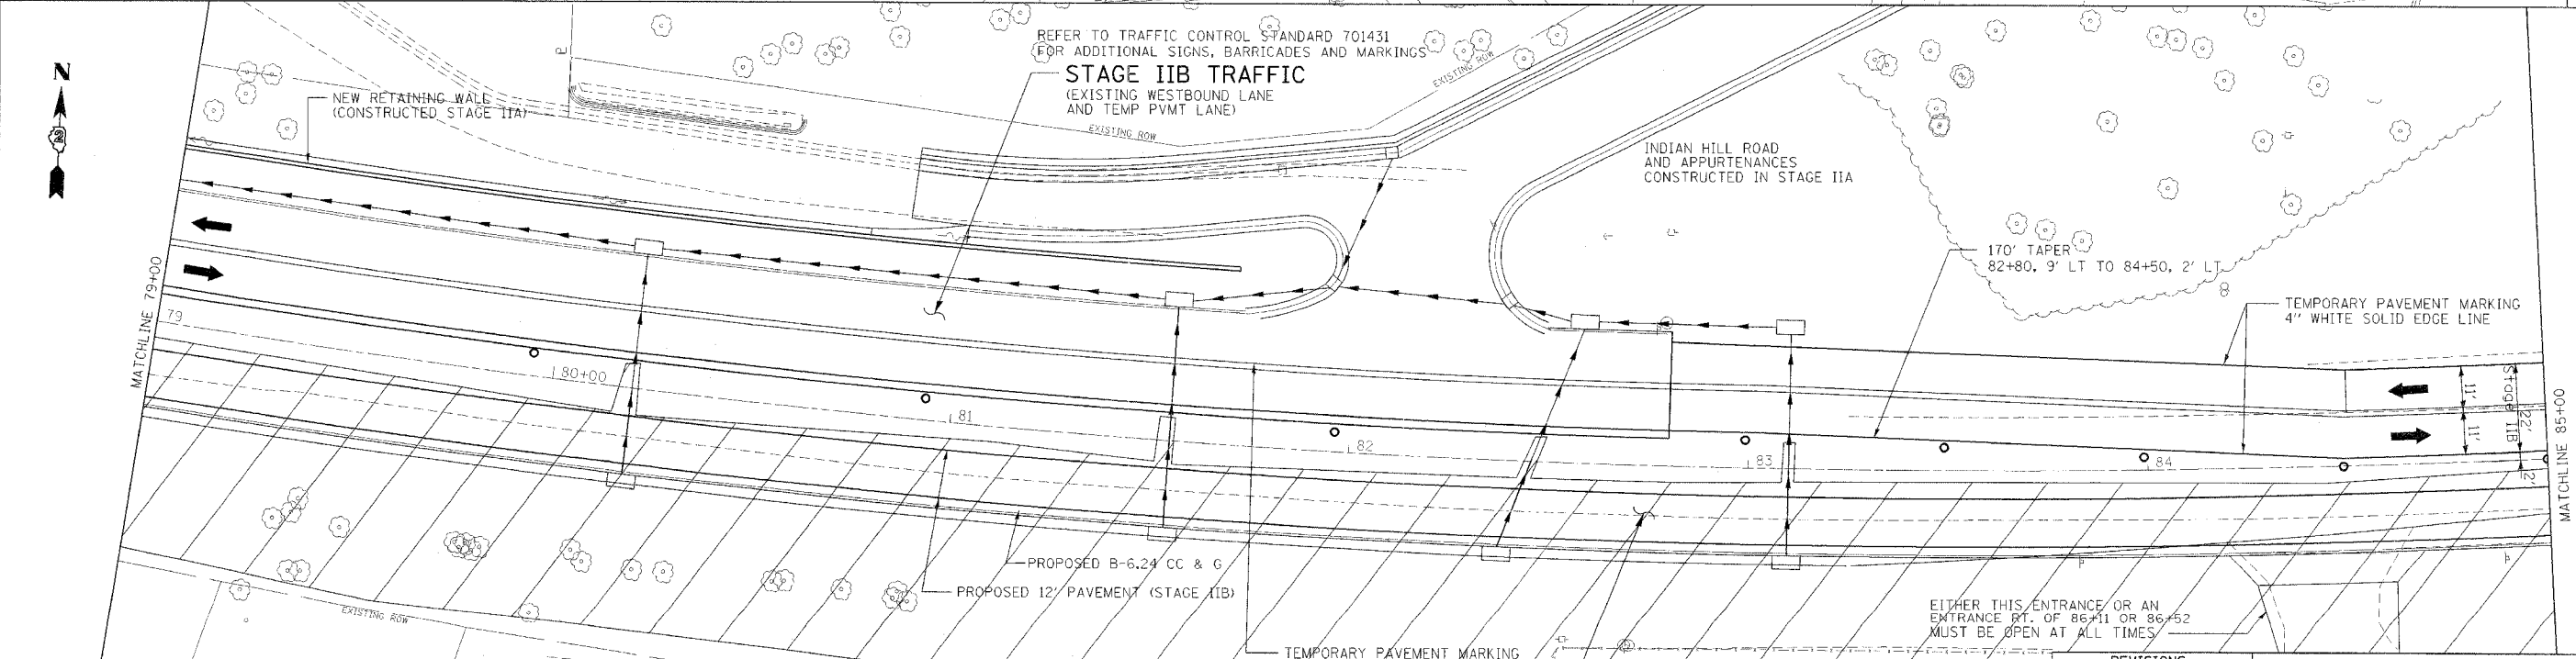 N
REFER TO TRAFFIC CONTROL STANDARD 701431
FOR ADDITIONAL SIGNS, BARRICADES AND MARKINGS
STAGE IIB TRAFFIC
(EXISTING WESTBOUND LANE
AND TEMP PVMT LANE)
NEW RETAINING WALL
(CONSTRUCTED STAGE IIA)
EXISTING ROW
EXISTING ROW
INDIAN HILL ROAD
AND APPURTENANCES
CONSTRUCTED IN STAGE IIA
170' TAPER
82+80, 9' LT TO 84+50, 2' LT
TEMPORARY PAVEMENT MARKING
4" WHITE SOLID EDGE LINE
MATCHLINE 79+00
79
80+00
81
82
83
84
11'
11'
22'
Stage IIB
2'
MATCHLINE 85+00
PROPOSED B-6.24 CC & G
PROPOSED 12' PAVEMENT (STAGE IIB)
EXISTING ROW
EITHER THIS ENTRANCE OR AN
ENTRANCE RT. OF 86+11 OR 86+52
MUST BE OPEN AT ALL TIMES
TEMPORARY PAVEMENT MARKING
REVISIONS